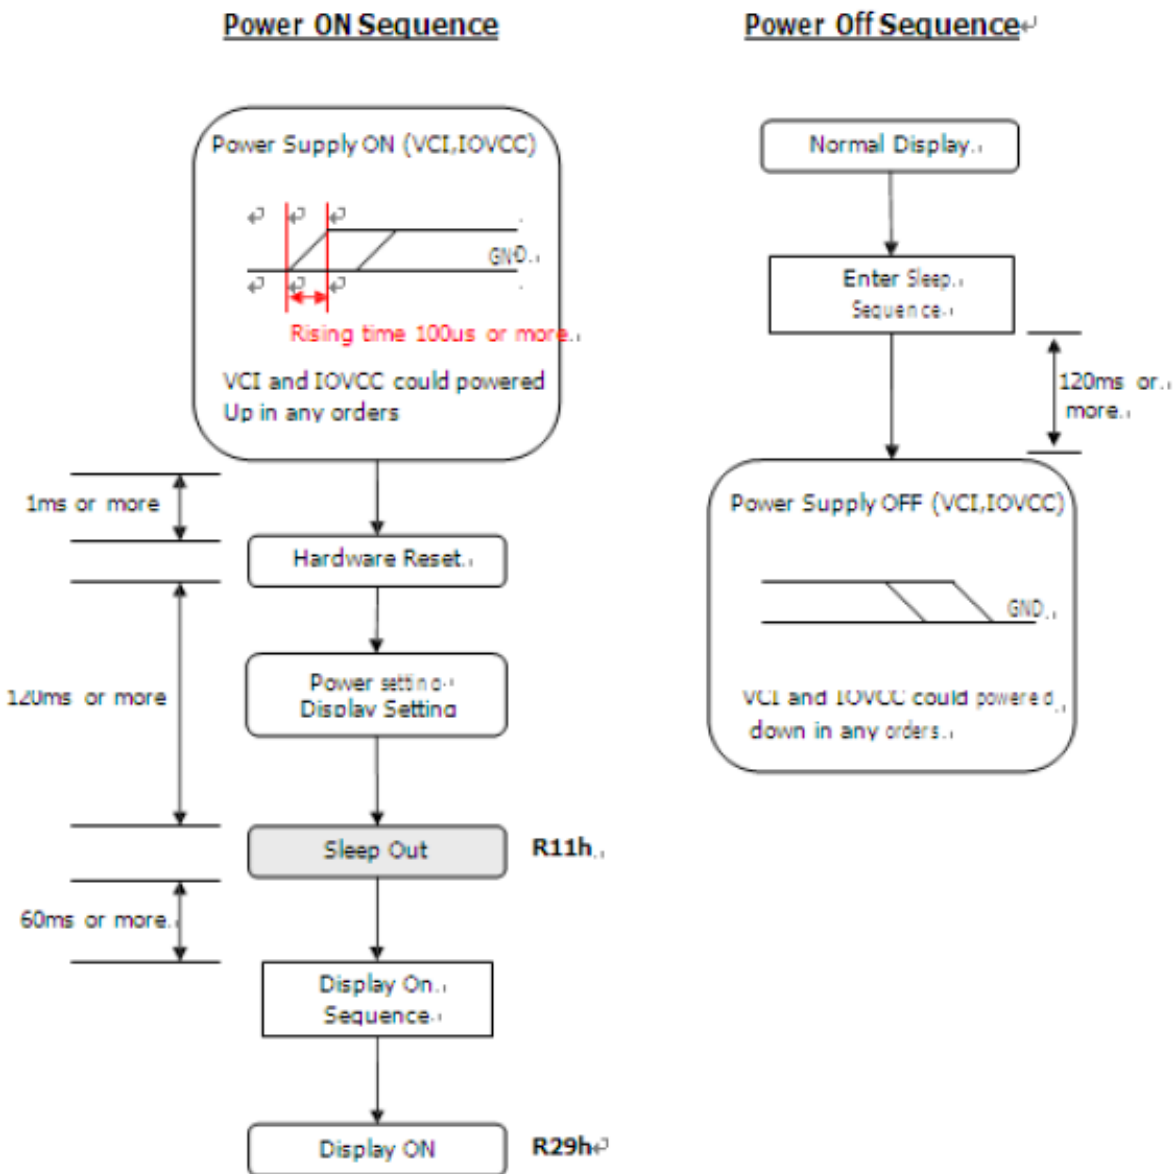 Power ON Sequence
Power Supply ON (VCI,IOVCC)
GND
Rising time 100us or more
VCI and IOVCC could powered
Up in any orders
1ms or more
Hardware Reset
120ms or more
Power setting
Display Setting
Sleep Out
R11h
60ms or more
Display On
Sequence
Display ON
R29h
Power Off Sequence
Normal Display
Enter Sleep
Sequence
120ms or
more
Power Supply OFF (VCI,IOVCC)
GND
VCI and IOVCC could powered
down in any orders